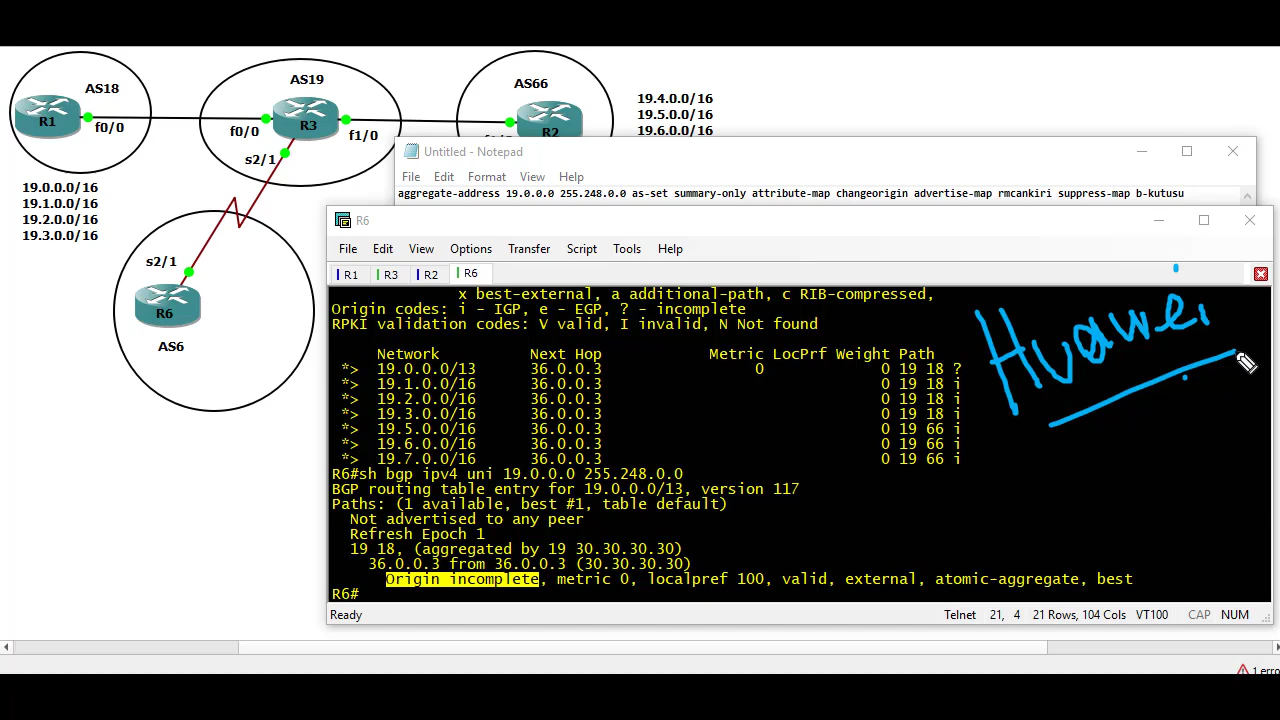 AS18
AS19
AS66
R1
f0/0
f0/0
R3
f1/0
R2
s2/1
19.4.0.0/16
19.5.0.0/16
19.6.0.0/16
19.0.0.0/16
19.1.0.0/16
19.2.0.0/16
19.3.0.0/16
s2/1
R6
AS6
Untitled - Notepad
File Edit Format View Help
aggregate-address 19.0.0.0 255.248.0.0 as-set summary-only attribute-map changeorigin advertise-map rmcankiri suppress-map b-kutusu
R6
File Edit View Options Transfer Script Tools Help
R1 R3 R2 R6
x best-external, a additional-path, c RIB-compressed,
Origin codes: i - IGP, e - EGP, ? - incomplete
RPKI validation codes: V valid, I invalid, N Not found
Network Next Hop Metric LocPrf Weight Path
*> 19.0.0.0/13 36.0.0.3 0 0 19 18 ?
*> 19.1.0.0/16 36.0.0.3 0 19 18 i
*> 19.2.0.0/16 36.0.0.3 0 19 18 i
*> 19.3.0.0/16 36.0.0.3 0 19 18 i
*> 19.5.0.0/16 36.0.0.3 0 19 66 i
*> 19.6.0.0/16 36.0.0.3 0 19 66 i
*> 19.7.0.0/16 36.0.0.3 0 19 66 i
R6#sh bgp ipv4 uni 19.0.0.0 255.248.0.0
BGP routing table entry for 19.0.0.0/13, version 117
Paths: (1 available, best #1, table default)
Not advertised to any peer
Refresh Epoch 1
19 18, (aggregated by 19 30.30.30.30)
36.0.0.3 from 36.0.0.3 (30.30.30.30)
Origin incomplete, metric 0, localpref 100, valid, external, atomic-aggregate, best
R6#
Huawei
Ready Telnet 21, 4 21 Rows, 104 Cols VT100 CAP NUM